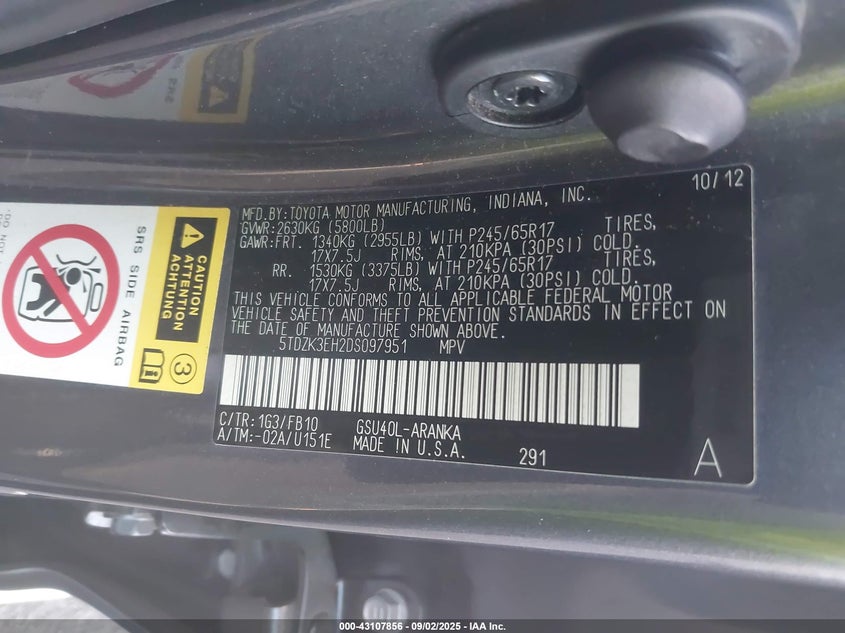 10/12
MFD.BY:TOYOTA MOTOR MANUFACTURING, INDIANA, INC.
GVWR:2630KG (5800LB)
GAWR:FRT. 1340KG (2955LB) WITH P245/65R17 TIRES,
17X7.5J RIMS, AT 210KPA (30PSI) COLD.
RR. 1530KG (3375LB) WITH P245/65R17 TIRES,
17X7.5J RIMS, AT 210KPA (30PSI) COLD.
THIS VEHICLE CONFORMS TO ALL APPLICABLE FEDERAL MOTOR
VEHICLE SAFETY AND THEFT PREVENTION STANDARDS IN EFFECT ON
THE DATE OF MANUFACTURE SHOWN ABOVE.
5TDZK3EH2DS097951 MPV
C/TR:1G3/FB10 GSU40L-ARANKA
A/TM:-02A/U151E MADE IN U.S.A.
291
A
CAUTION
ATTENTION
ACHTUNG
3
SRS SIDE AIRBAG
000-43107856 - 09/02/2025 - IAA Inc.